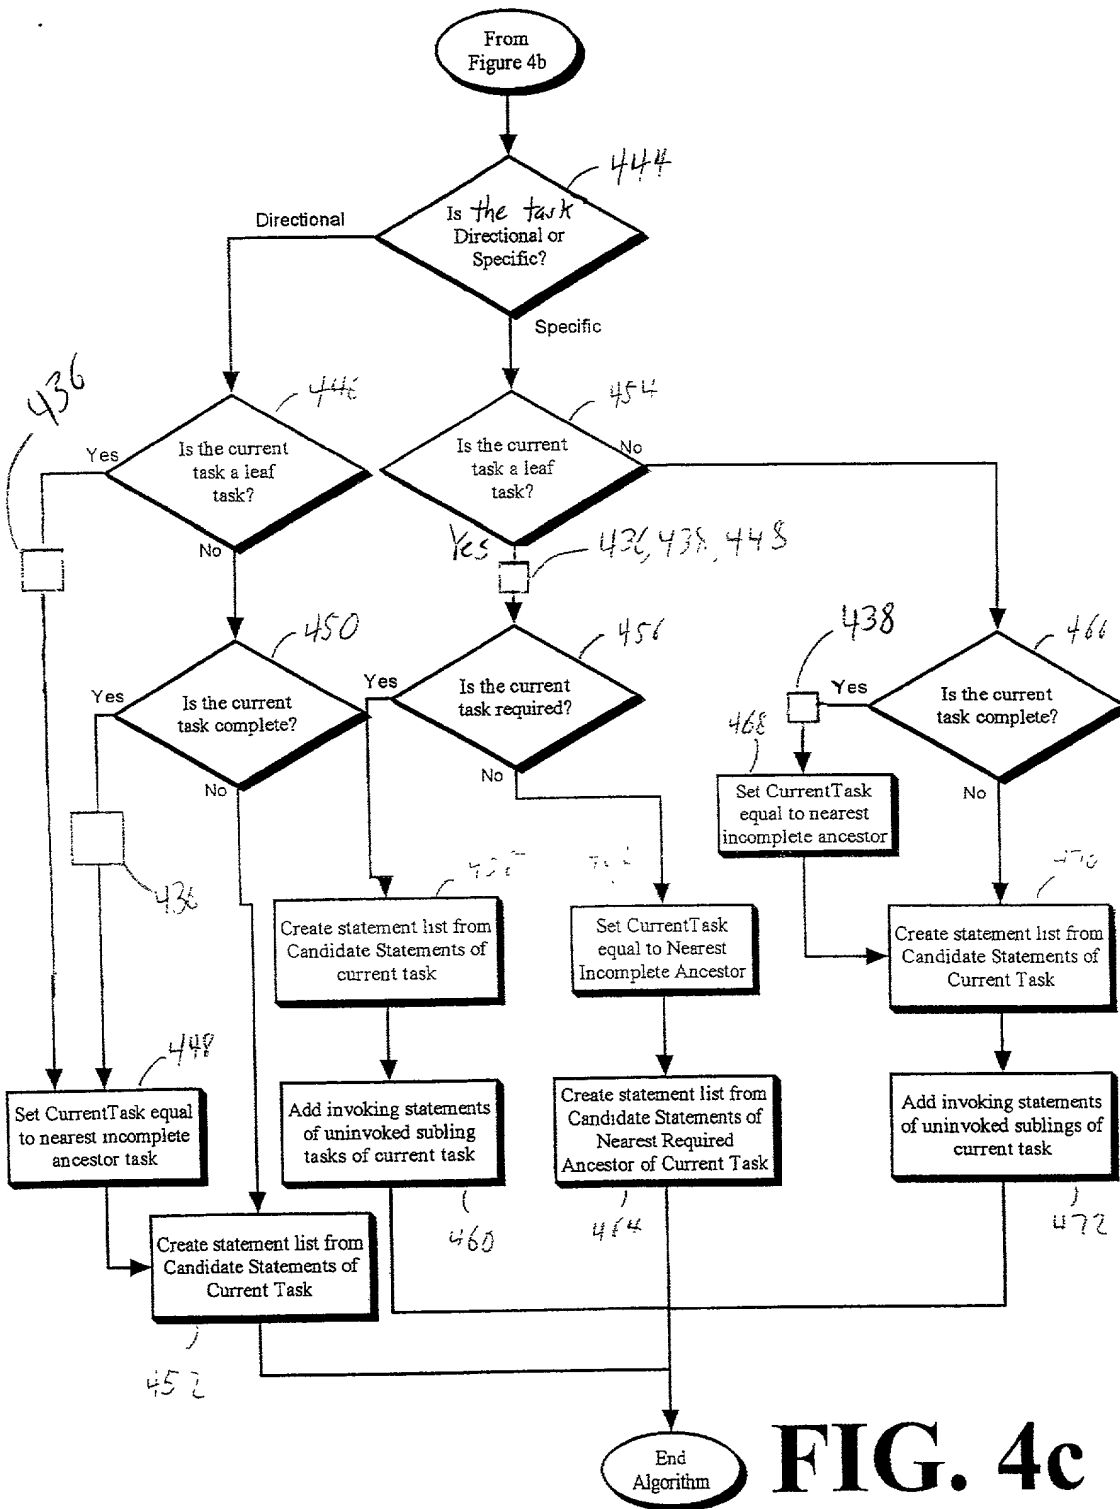 From
Figure 4b
444
Is the task
Directional or
Specific?
Directional
Specific
436
446
454
Is the current
task a leaf
task?
Yes
No
Is the current
task a leaf
task?
No
Yes
436, 438, 448
450
456
438
466
Is the current
task complete?
Yes
No
Is the current
task required?
Yes
No
Is the current
task complete?
Yes
No
468
Set CurrentTask
equal to nearest
incomplete ancestor
436
Create statement list from
Candidate Statements of
current task
Set CurrentTask
equal to Nearest
Incomplete Ancestor
470
Create statement list from
Candidate Statements of
Current Task
448
Set CurrentTask equal
to nearest incomplete
ancestor task
Add invoking statements
of uninvoked subling
tasks of current task
Create statement list from
Candidate Statements of
Nearest Required
Ancestor of Current Task
Add invoking statements
of uninvoked sublings of
current task
460
464
472
Create statement list from
Candidate Statements of
Current Task
452
End
Algorithm
FIG. 4c